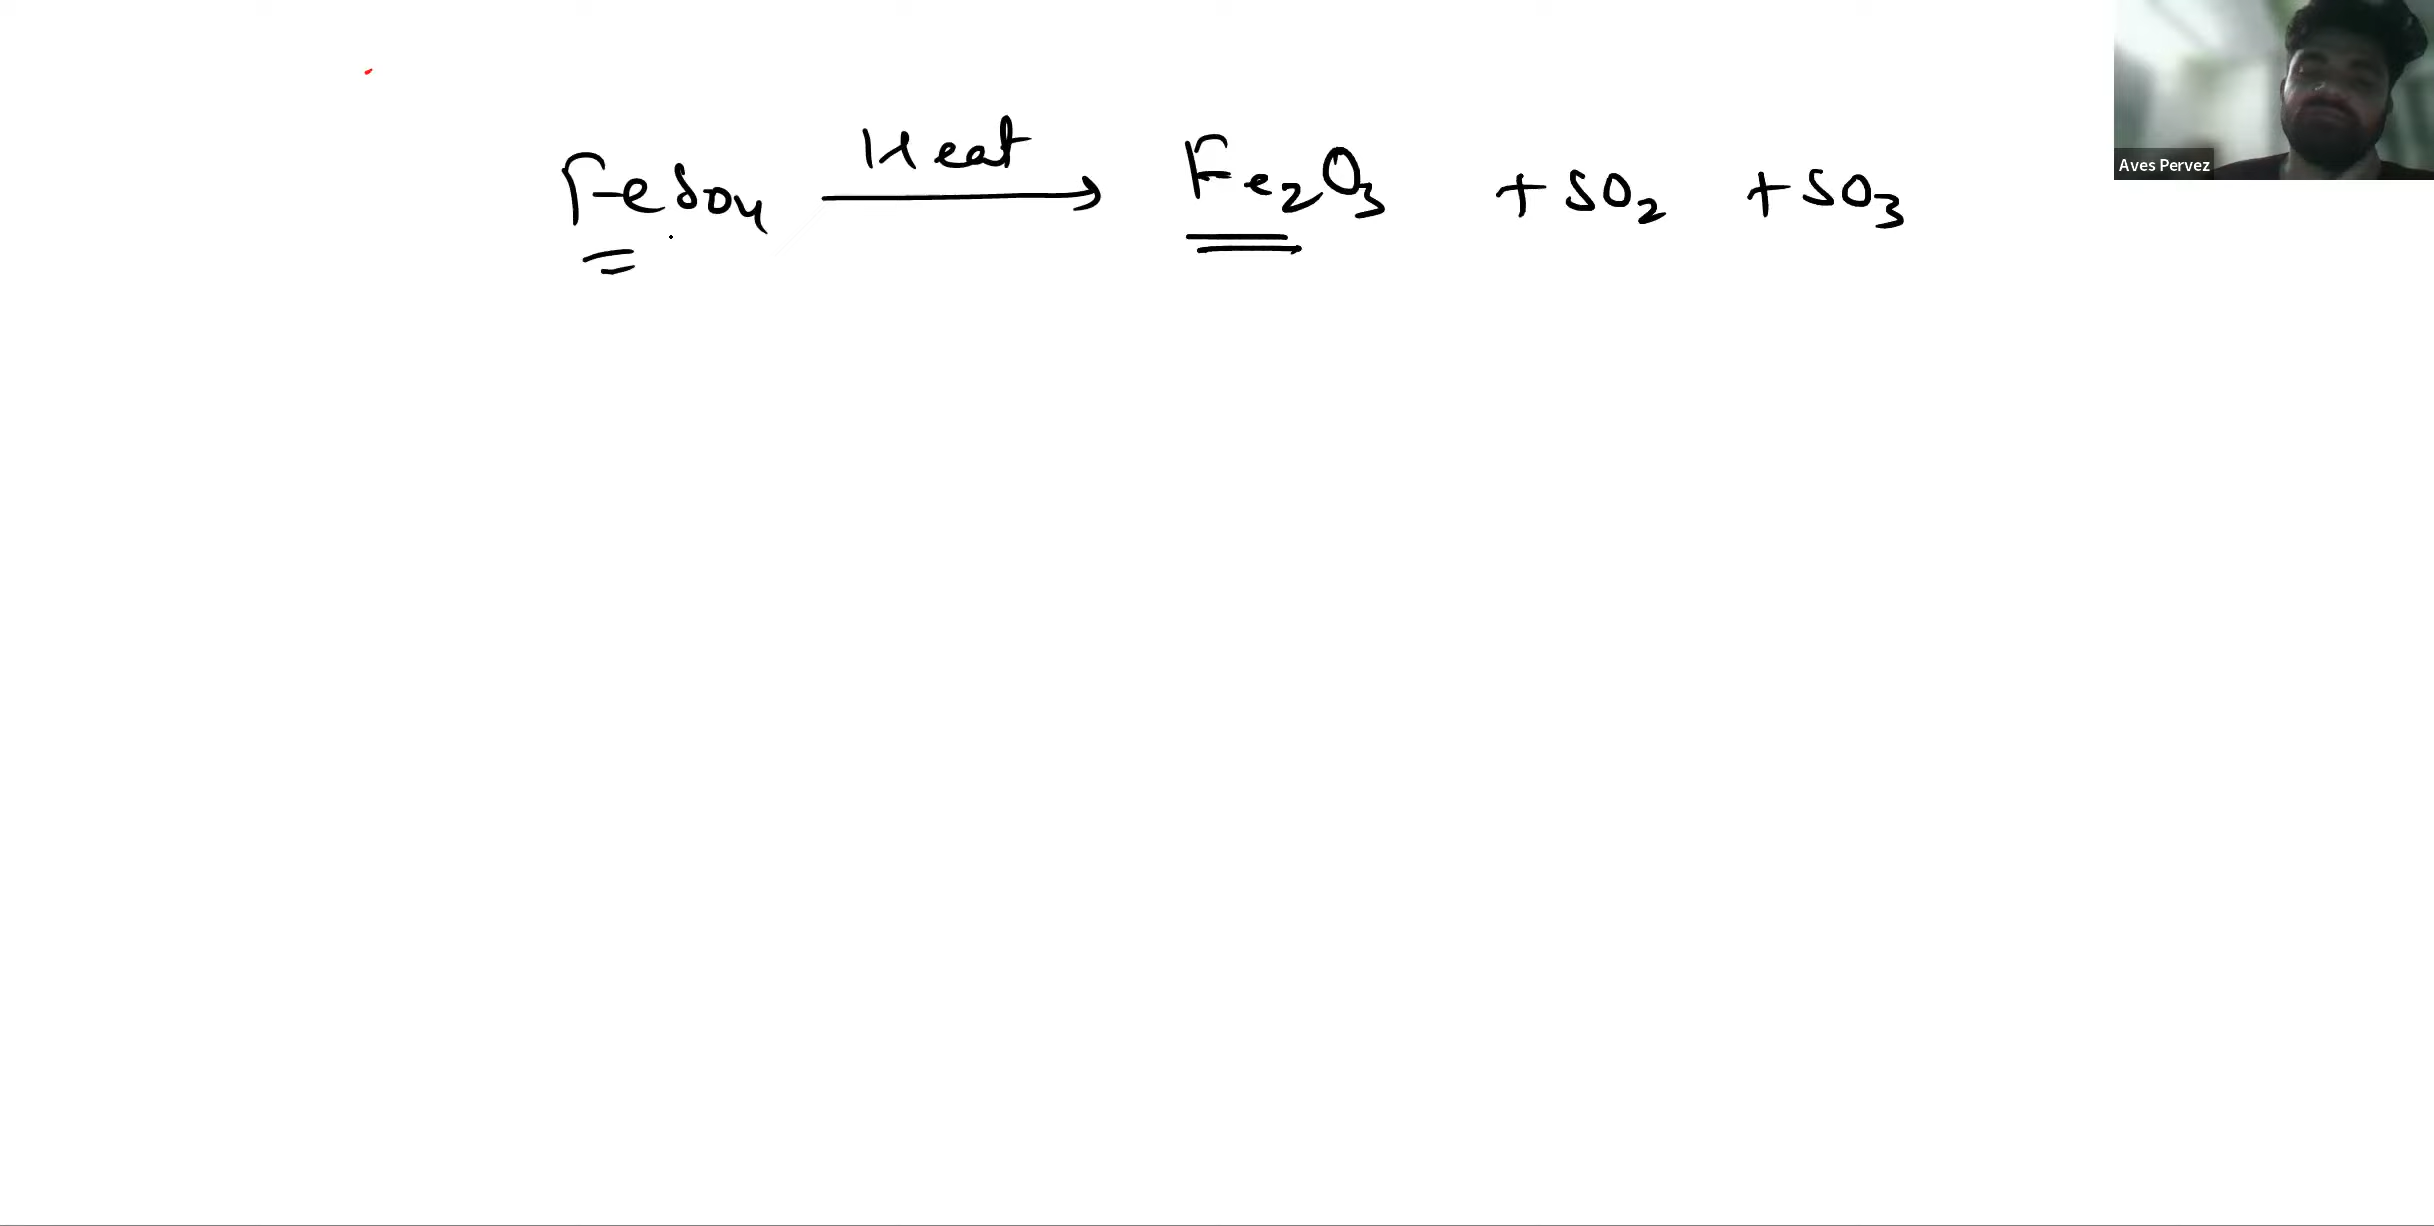 Heat
FeSO4 → Fe2O3 + SO2 + SO3
Aves Pervez